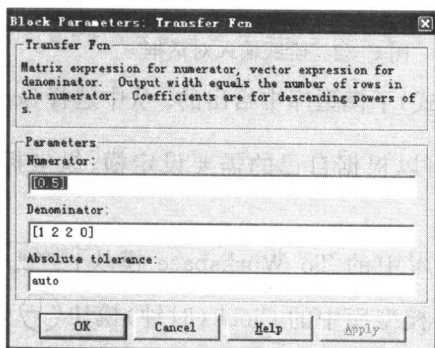 Block Parameters: Transfer Fcn
Transfer Fcn
Matrix expression for numerator, vector expression for
denominator. Output width equals the number of rows in
the numerator. Coefficients are for descending powers of
s.
Parameters
Numerator:
[0.5]
Denominator:
[1 2 2 0]
Absolute tolerance:
auto
OK Cancel Help Apply